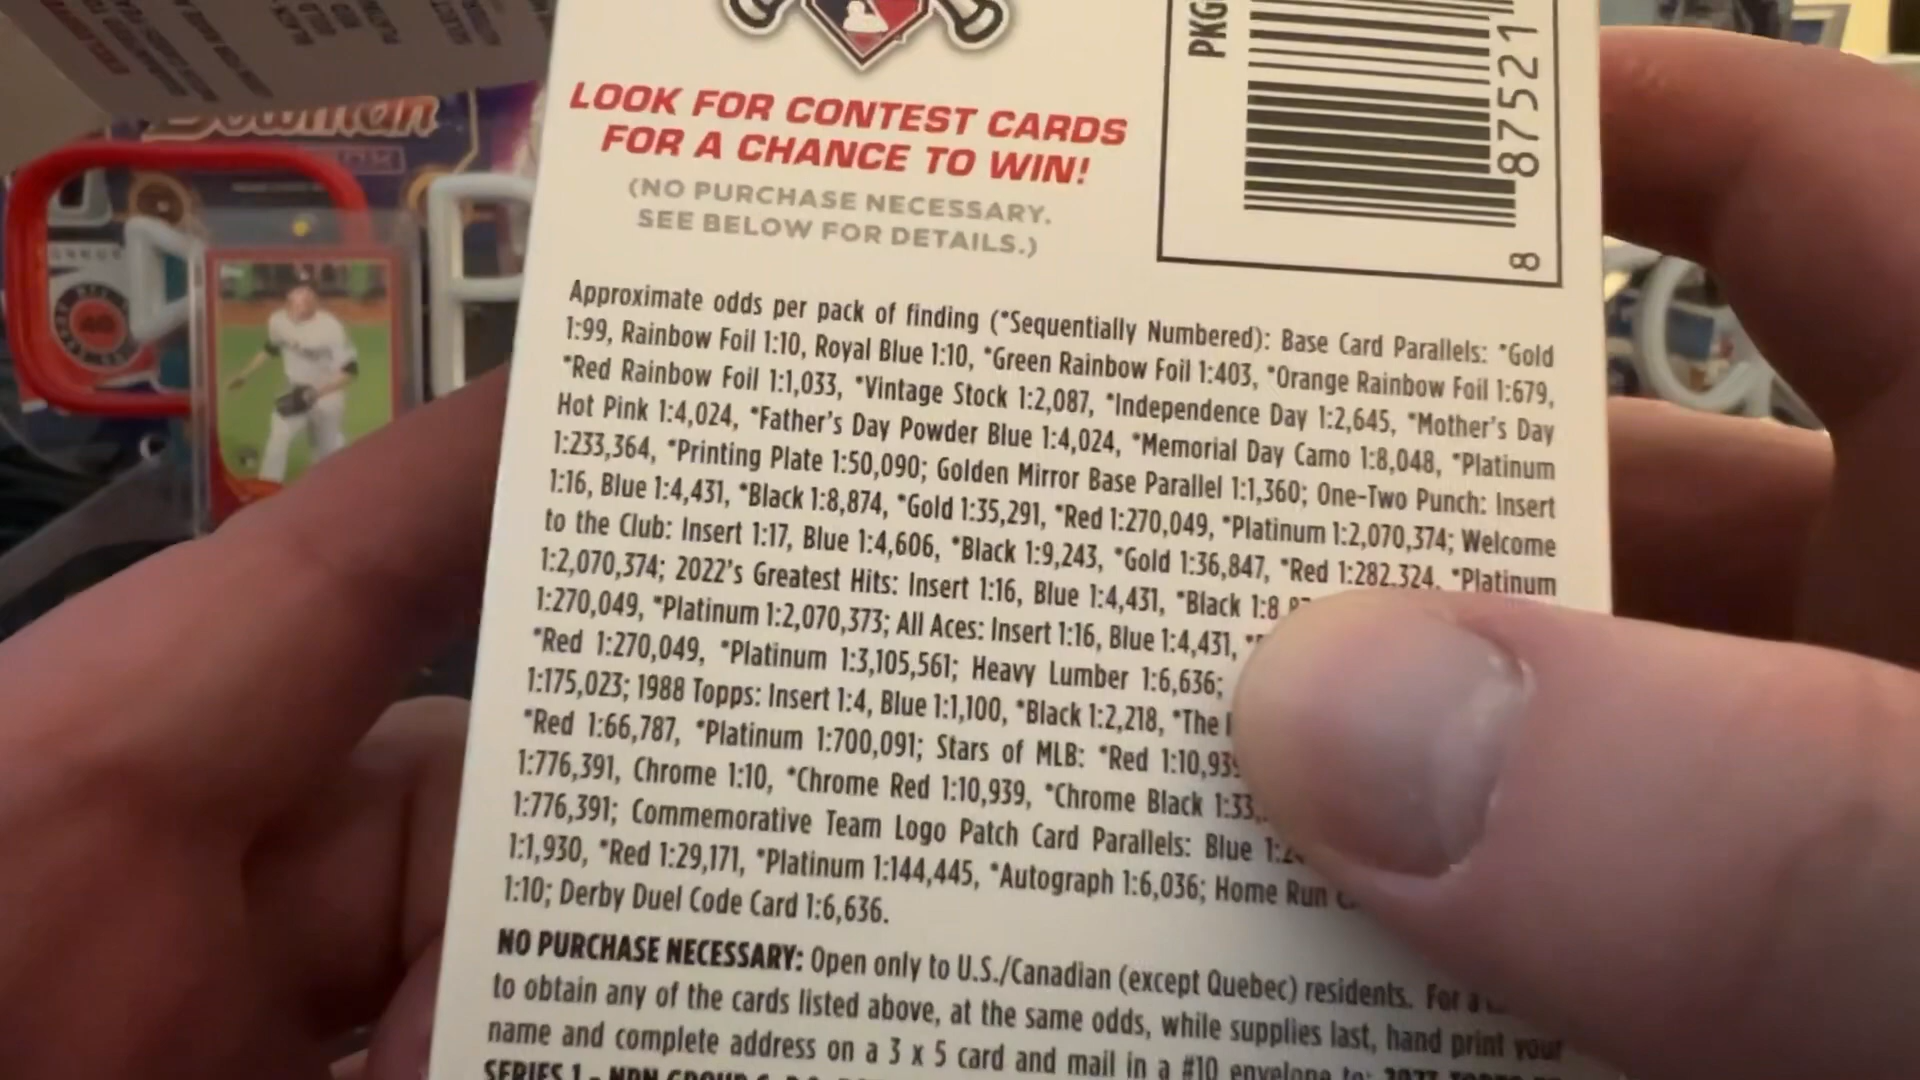 Bowman
PKG
87521
8
LOOK FOR CONTEST CARDS
FOR A CHANCE TO WIN!
(NO PURCHASE NECESSARY.
SEE BELOW FOR DETAILS.)
Approximate odds per pack of finding (*Sequentially Numbered): Base Card Parallels: *Gold
1:99, Rainbow Foil 1:10, Royal Blue 1:10, *Green Rainbow Foil 1:403, *Orange Rainbow Foil 1:679,
*Red Rainbow Foil 1:1,033, *Vintage Stock 1:2,087, *Independence Day 1:2,645, *Mother's Day
Hot Pink 1:4,024, *Father's Day Powder Blue 1:4,024, *Memorial Day Camo 1:8,048, *Platinum
1:233,364, *Printing Plate 1:50,090; Golden Mirror Base Parallel 1:1,360; One-Two Punch: Insert
1:16, Blue 1:4,431, *Black 1:8,874, *Gold 1:35,291, *Red 1:270,049, *Platinum 1:2,070,374; Welcome
to the Club: Insert 1:17, Blue 1:4,606, *Black 1:9,243, *Gold 1:36,847, *Red 1:282,324, *Platinum
1:2,070,374; 2022's Greatest Hits: Insert 1:16, Blue 1:4,431, *Black
1:270,049, *Platinum 1:2,070,373; All Aces: Insert 1:16, Blue 1:4,431,
*Red 1:270,049, *Platinum 1:3,105,561; Heavy Lumber 1:6,636;
1:175,023; 1988 Topps: Insert 1:4, Blue 1:1,100, *Black 1:2,218, *The
*Red 1:66,787, *Platinum 1:700,091; Stars of MLB: *Red 1:10,939
1:776,391, Chrome 1:10, *Chrome Red 1:10,939, *Chrome Black 1:33,
1:776,391; Commemorative Team Logo Patch Card Parallels: Blue
1:1,930, *Red 1:29,171, *Platinum 1:144,445, *Autograph 1:6,036; Home Run
1:10; Derby Duel Code Card 1:6,636.
NO PURCHASE NECESSARY: Open only to U.S./Canadian (except Quebec) residents. For a
to obtain any of the cards listed above, at the same odds, while supplies last, hand print your
name and complete address on a 3 x 5 card and mail in a #10 envelope to:
SERIES 1 -